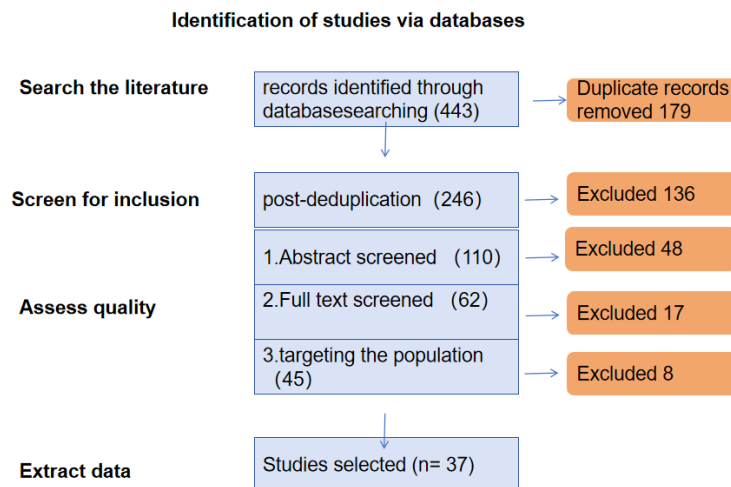 Identification of studies via databases
Search the literature
records identified through
databasesearching (443)
Duplicate records
removed 179
Screen for inclusion
post-deduplication（246）
Excluded 136
1.Abstract screened （110）
Excluded 48
Assess quality
2.Full text screened （62）
Excluded 17
3.targeting the population
（45）
Excluded 8
Extract data
Studies selected (n= 37)